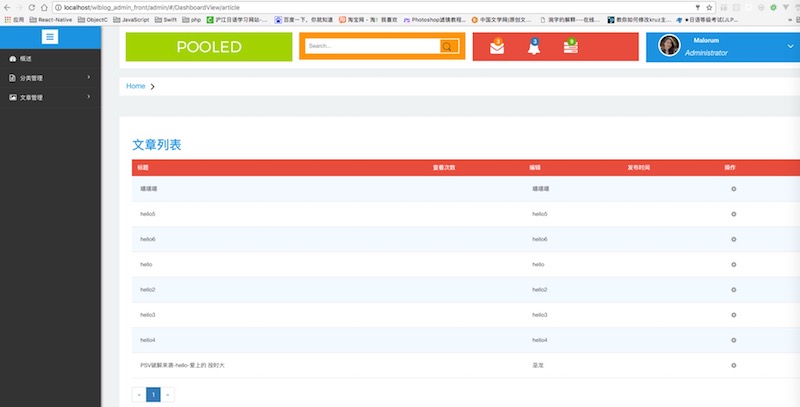 localhost/wlblog_admin_front/admin/#/DashboardView/article
应用 React-Native ObjectC JavaScript Swift php 沪江日语学习网站-... 百度一下，你就知道 淘宝网 - 淘！我喜欢 Photoshop滤镜教程... 中国文字网|原创文... 润字的解释——在线... 教你如何修改kruz主... ★日语等级考试(JLP...
POOLED
Search...
3 3 9
Malorum
Administrator
概述
分类管理
文章管理
Home
文章列表
标题 查看次数 编辑 发布时间 操作
嘻嘻嘻 嘻嘻嘻
hello5 hello5
hello6 hello6
hello hello
hello2 hello2
hello3 hello3
hello4 hello4
PSV破解来袭-hello-爱上的 按时大 巫龙
« 1 »